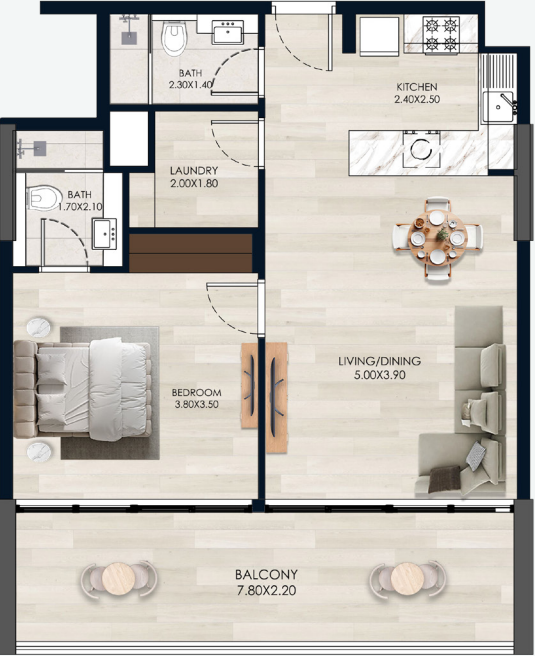 BATH
2.30X1.40
KITCHEN
2.40X2.50
LAUNDRY
2.00X1.80
BATH
1.70X2.10
LIVING/DINING
5.00X3.90
BEDROOM
3.80X3.50
BALCONY
7.80X2.20